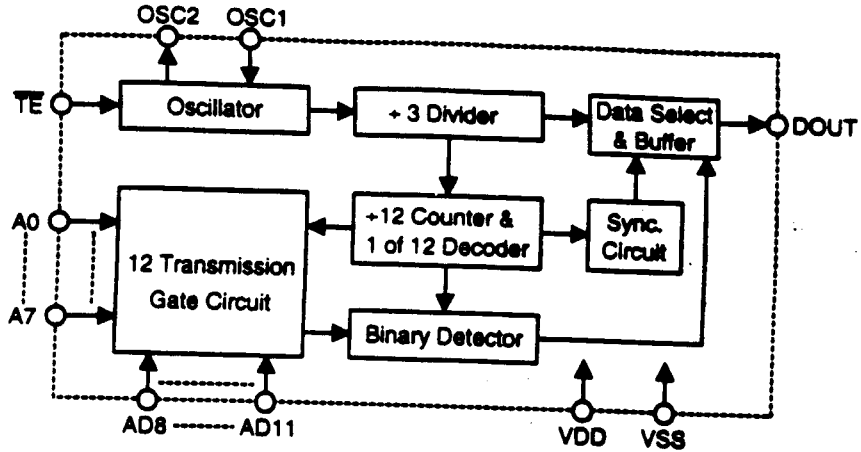 OSC2 OSC1
TE
Oscillator
÷ 3 Divider
Data Select
& Buffer
DOUT
A0
A7
12 Transmission
Gate Circuit
÷12 Counter &
1 of 12 Decoder
Sync.
Circuit
Binary Detector
AD8 AD11
VDD VSS